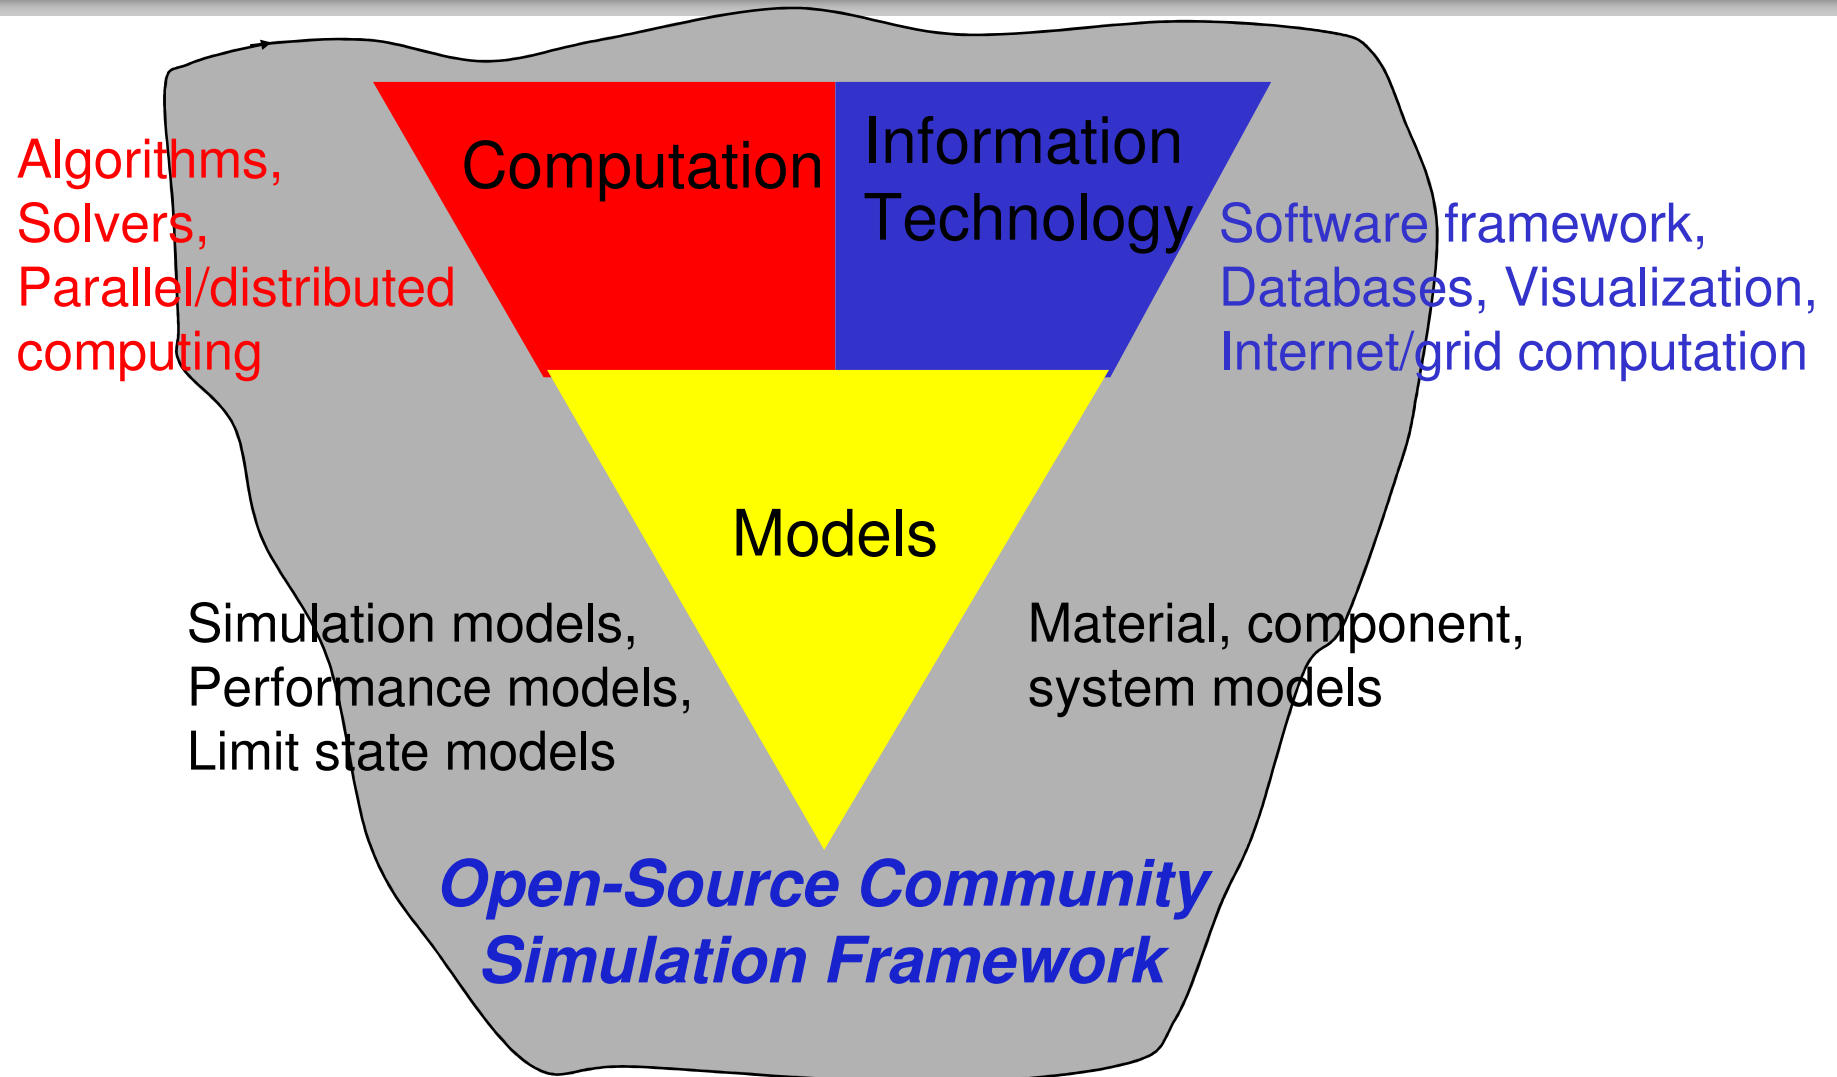 Algorithms,
Solvers,
Parallel/distributed
computing
Computation
Information
Technology
Software framework,
Databases, Visualization,
Internet/grid computation
Models
Simulation models,
Performance models,
Limit state models
Material, component,
system models
Open-Source Community
Simulation Framework